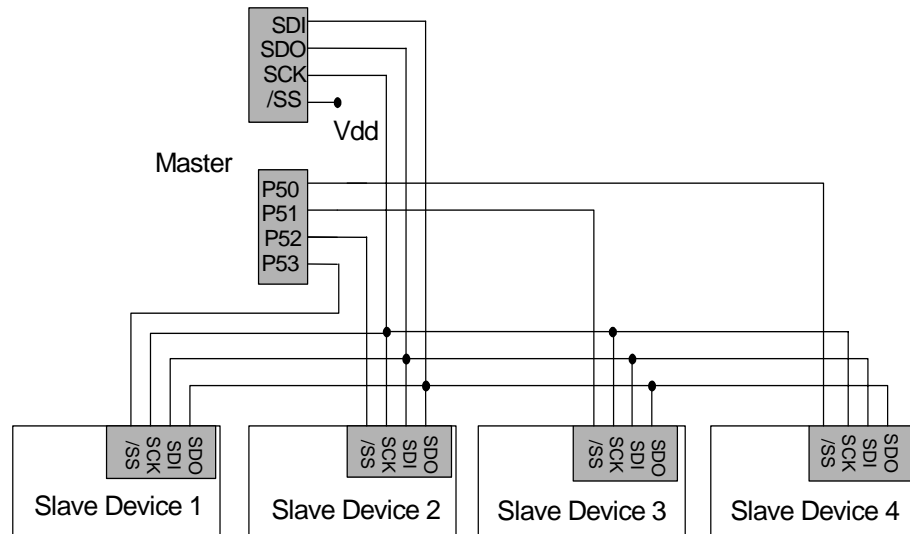 SDI
SDO
SCK
/SS
Vdd
Master
P50
P51
P52
P53
/SS
SCK
SDI
SDO
Slave Device 1
/SS
SCK
SDI
SDO
Slave Device 2
/SS
SCK
SDI
SDO
Slave Device 3
/SS
SCK
SDI
SDO
Slave Device 4